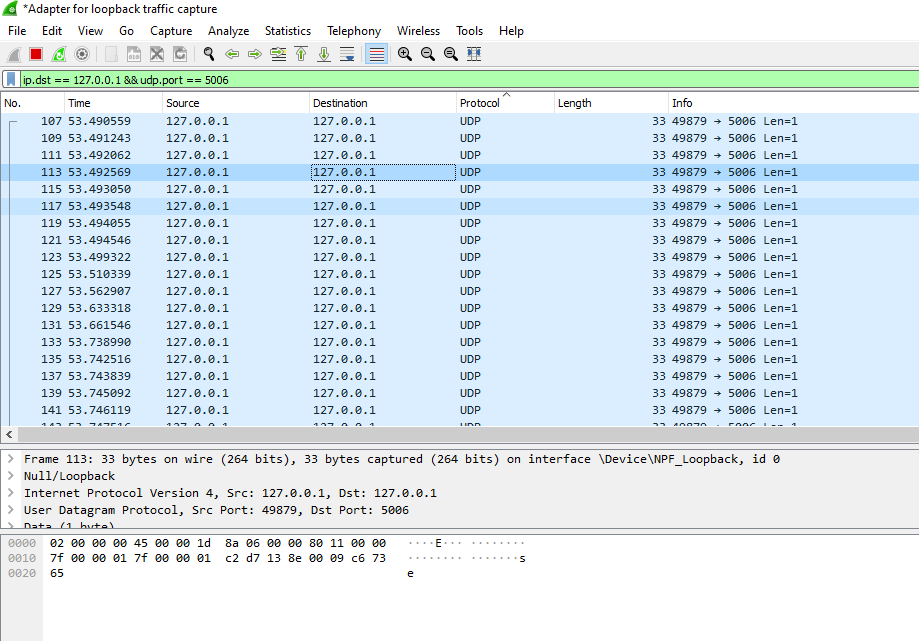 *Adapter for loopback traffic capture
File Edit View Go Capture Analyze Statistics Telephony Wireless Tools Help
ip.dst == 127.0.0.1 && udp.port == 5006
No. Time Source Destination Protocol Length Info
107 53.490559 127.0.0.1 127.0.0.1 UDP 33 49879 → 5006 Len=1
109 53.491243 127.0.0.1 127.0.0.1 UDP 33 49879 → 5006 Len=1
111 53.492062 127.0.0.1 127.0.0.1 UDP 33 49879 → 5006 Len=1
113 53.492569 127.0.0.1 127.0.0.1 UDP 33 49879 → 5006 Len=1
115 53.493050 127.0.0.1 127.0.0.1 UDP 33 49879 → 5006 Len=1
117 53.493548 127.0.0.1 127.0.0.1 UDP 33 49879 → 5006 Len=1
119 53.494055 127.0.0.1 127.0.0.1 UDP 33 49879 → 5006 Len=1
121 53.494546 127.0.0.1 127.0.0.1 UDP 33 49879 → 5006 Len=1
123 53.499322 127.0.0.1 127.0.0.1 UDP 33 49879 → 5006 Len=1
125 53.510339 127.0.0.1 127.0.0.1 UDP 33 49879 → 5006 Len=1
127 53.562907 127.0.0.1 127.0.0.1 UDP 33 49879 → 5006 Len=1
129 53.633318 127.0.0.1 127.0.0.1 UDP 33 49879 → 5006 Len=1
131 53.661546 127.0.0.1 127.0.0.1 UDP 33 49879 → 5006 Len=1
133 53.738990 127.0.0.1 127.0.0.1 UDP 33 49879 → 5006 Len=1
135 53.742516 127.0.0.1 127.0.0.1 UDP 33 49879 → 5006 Len=1
137 53.743839 127.0.0.1 127.0.0.1 UDP 33 49879 → 5006 Len=1
139 53.745092 127.0.0.1 127.0.0.1 UDP 33 49879 → 5006 Len=1
141 53.746119 127.0.0.1 127.0.0.1 UDP 33 49879 → 5006 Len=1
Frame 113: 33 bytes on wire (264 bits), 33 bytes captured (264 bits) on interface \Device\NPF_Loopback, id 0
Null/Loopback
Internet Protocol Version 4, Src: 127.0.0.1, Dst: 127.0.0.1
User Datagram Protocol, Src Port: 49879, Dst Port: 5006
Data (1 byte)
0000 02 00 00 00 45 00 00 1d 8a 06 00 00 80 11 00 00 ····E··· ········
0010 7f 00 00 01 7f 00 00 01 c2 d7 13 8e 00 09 c6 73 ········ ·······s
0020 65 e